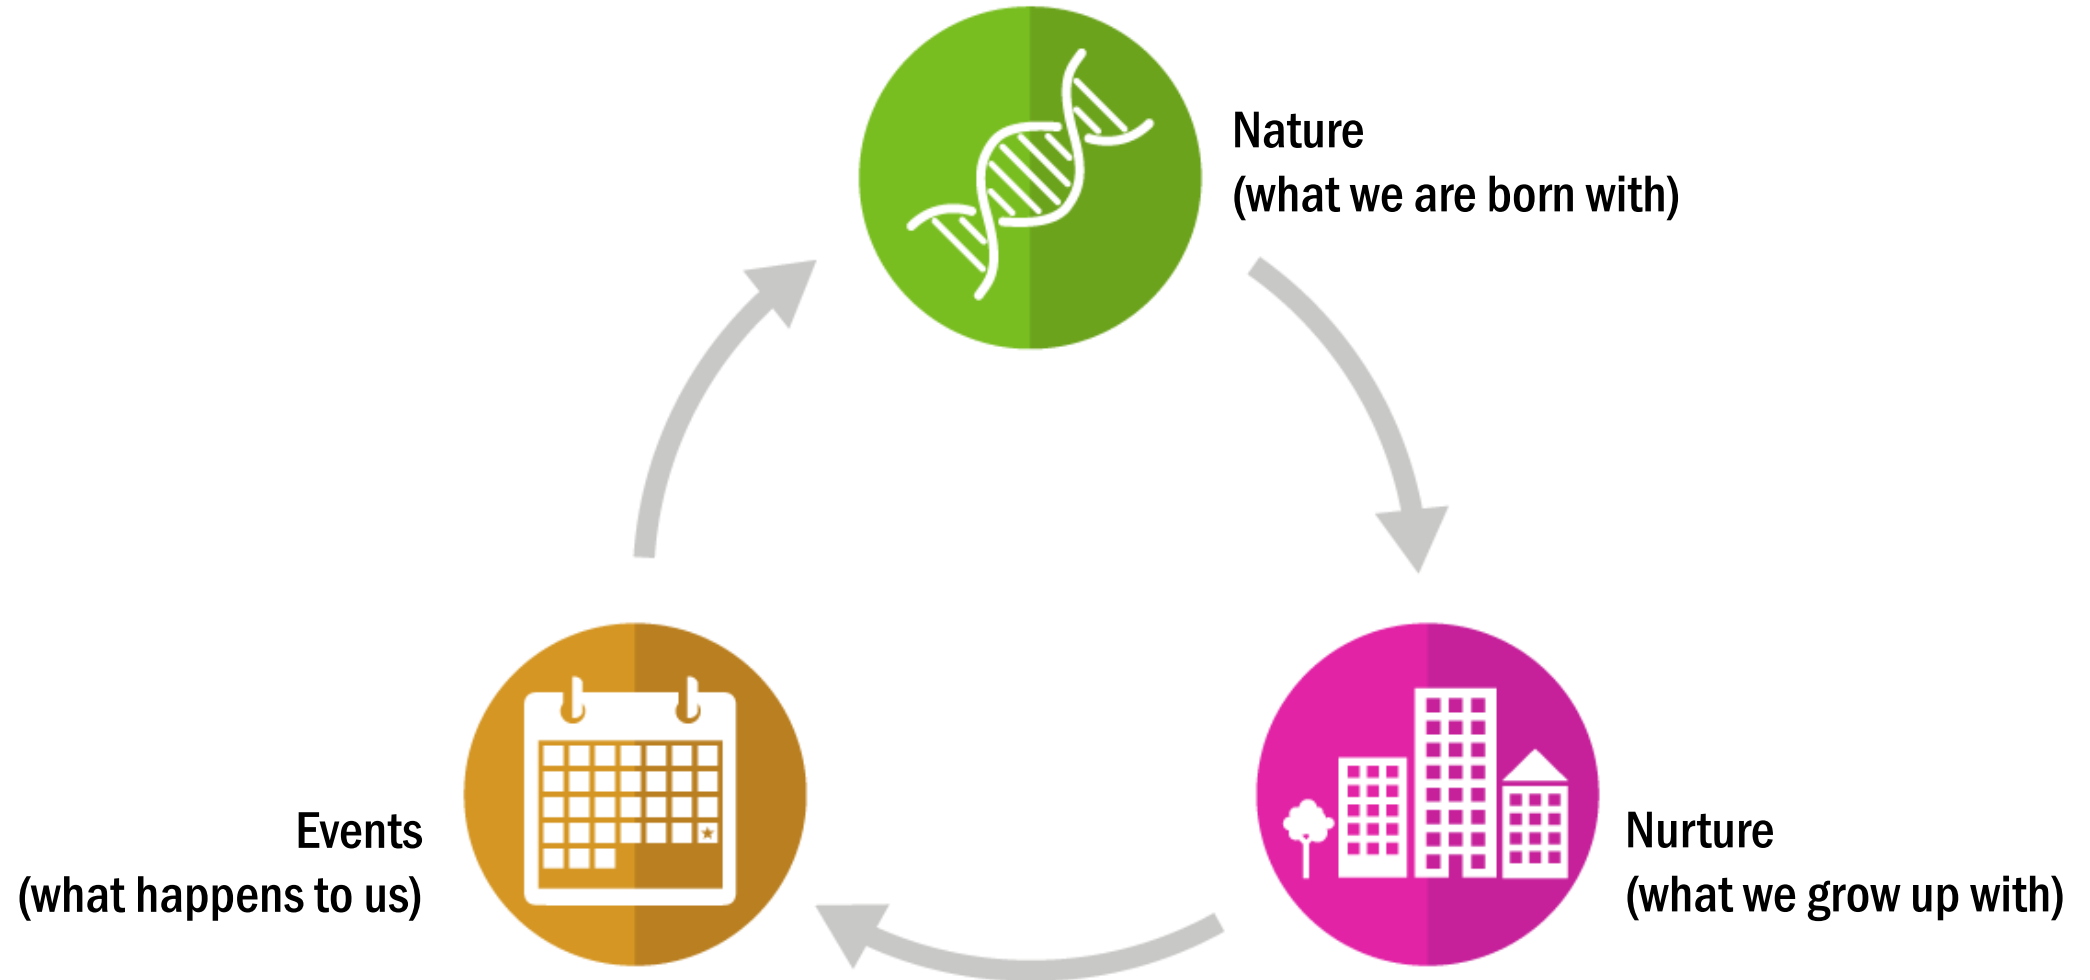 Nature
(what we are born with)
Events
(what happens to us)
Nurture
(what we grow up with)